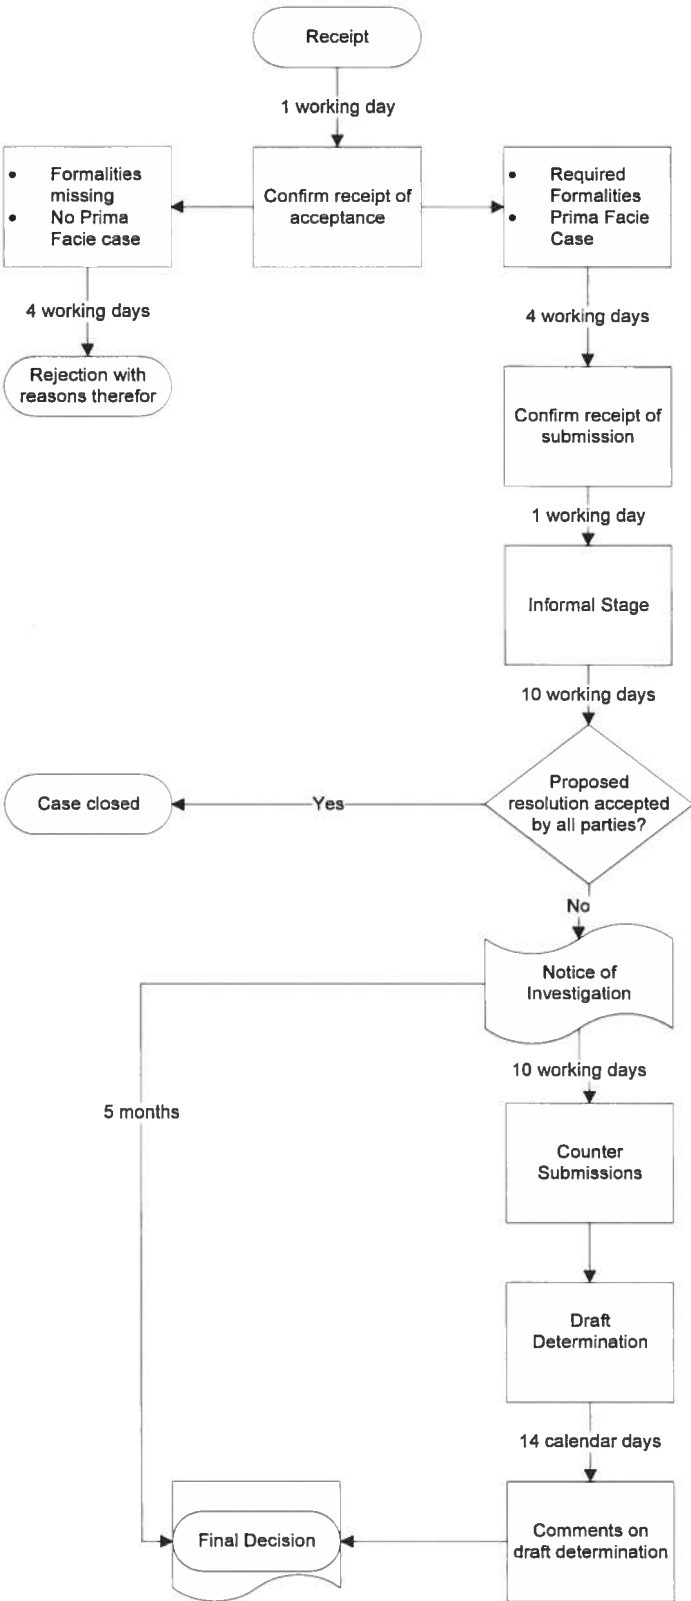 Receipt
1 working day
• Formalities
missing
• No Prima
Facie case
Confirm receipt of
acceptance
• Required
Formalities
• Prima Facie
Case
4 working days
4 working days
Rejection with
reasons therefor
Confirm receipt of
submission
1 working day
Informal Stage
10 working days
Proposed
resolution accepted
by all parties?
Case closed
Yes
No
Notice of
Investigation
10 working days
5 months
Counter
Submissions
Draft
Determination
14 calendar days
Final Decision
Comments on
draft determination